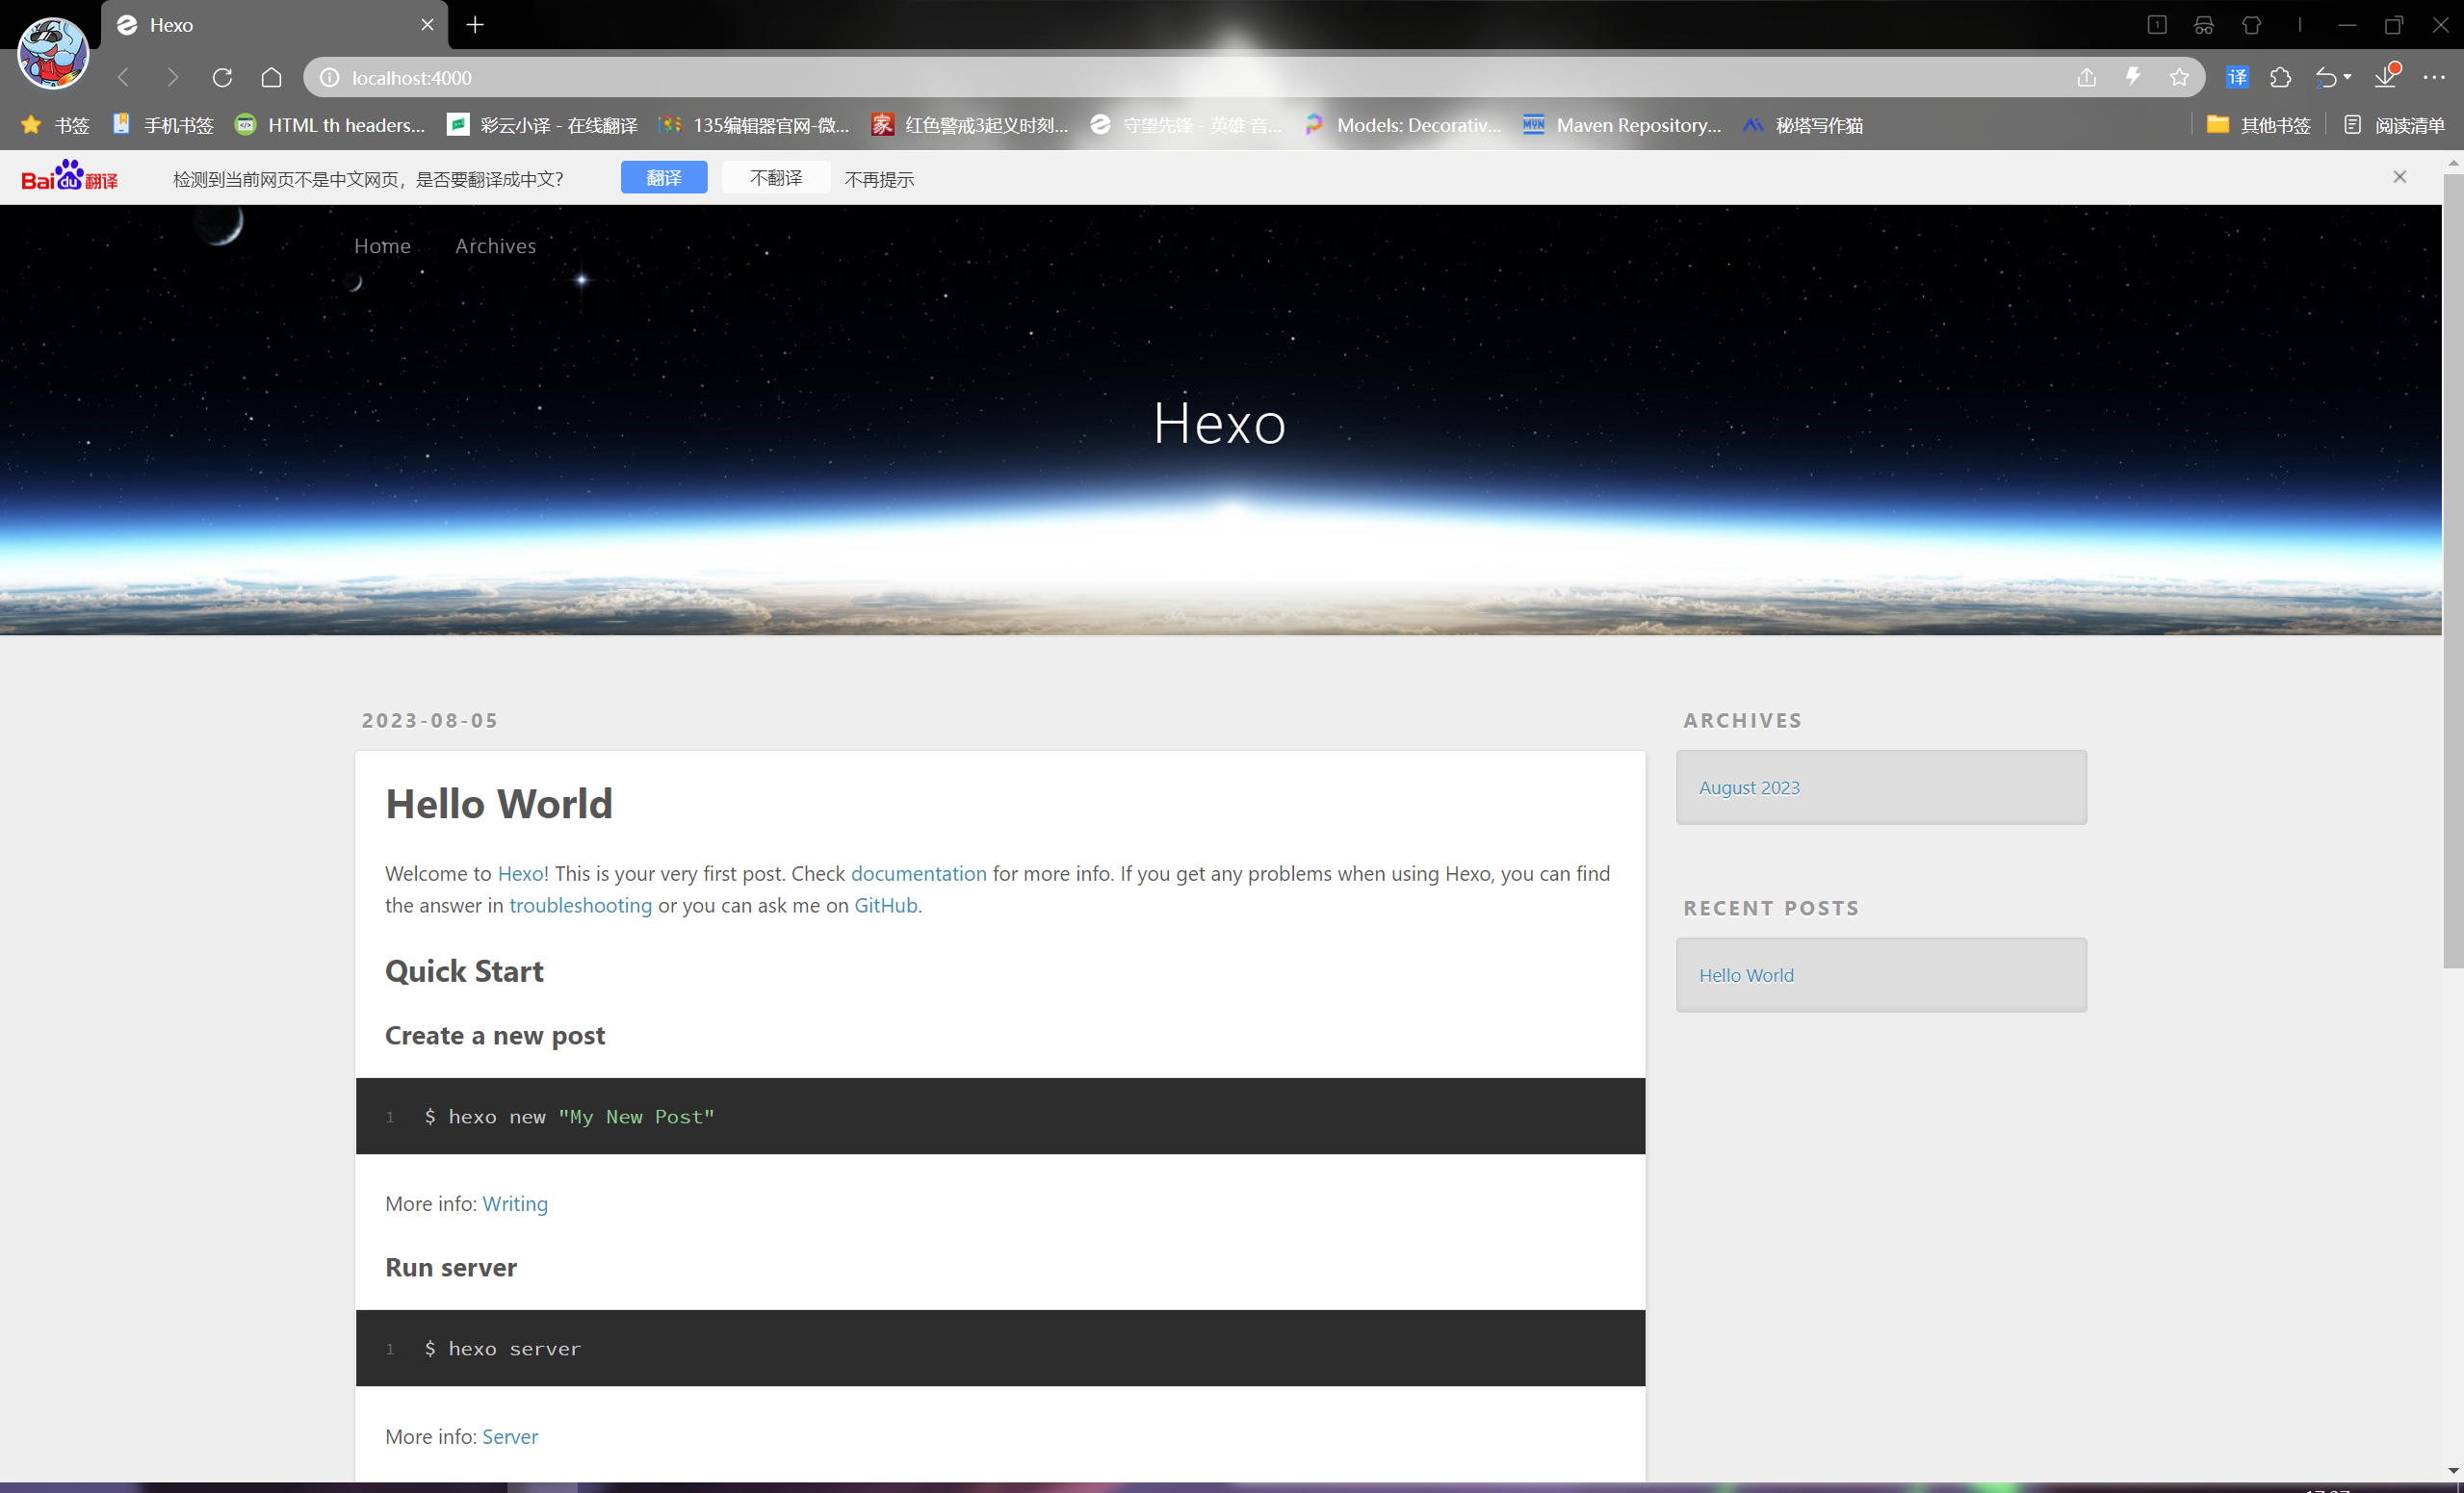 Hexo
localhost:4000
译
书签 手机书签 HTML th headers... 彩云小译 - 在线翻译 135编辑器官网-微... 红色警戒3起义时刻... 守望先锋 - 英雄 音... Models: Decorativ... Maven Repository... 秘塔写作猫 其他书签 阅读清单
Baidu翻译 检测到当前网页不是中文网页，是否要翻译成中文？ 翻译 不翻译 不再提示
Home Archives
Hexo
2023-08-05
Hello World
Welcome to Hexo! This is your very first post. Check documentation for more info. If you get any problems when using Hexo, you can find
the answer in troubleshooting or you can ask me on GitHub.
Quick Start
Create a new post
1 $ hexo new "My New Post"
More info: Writing
Run server
1 $ hexo server
More info: Server
ARCHIVES
August 2023
RECENT POSTS
Hello World